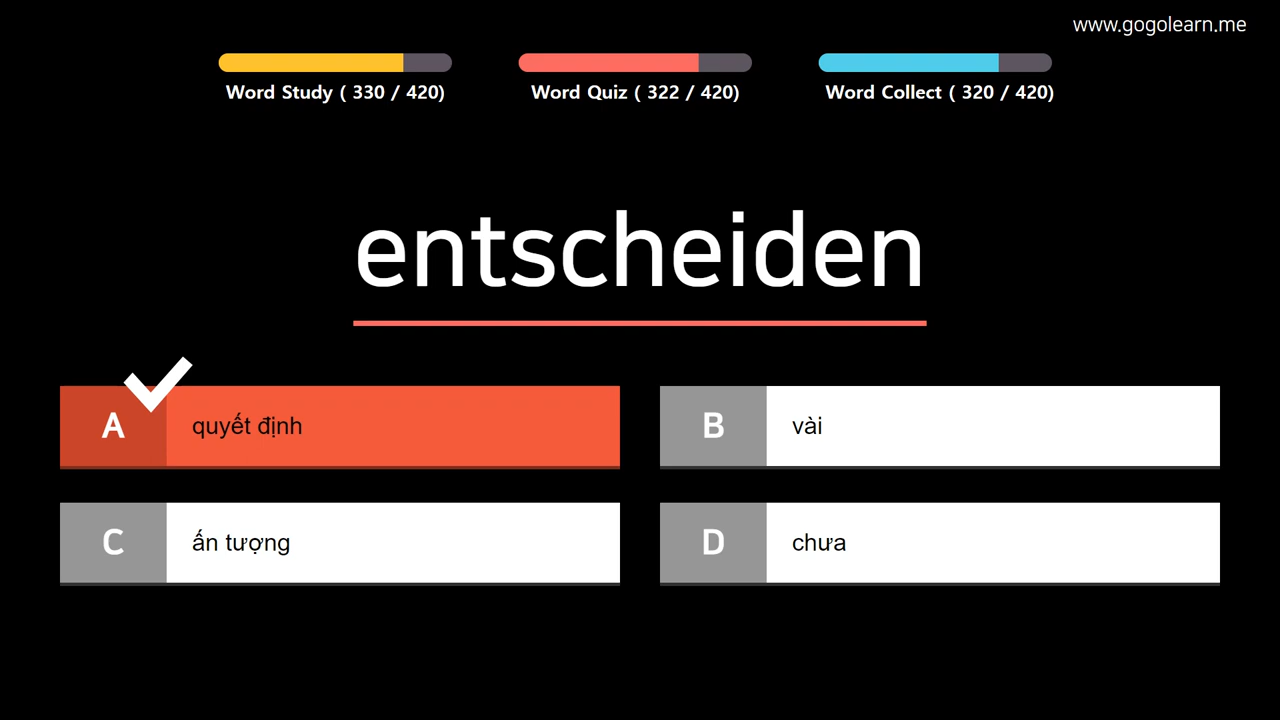 www.gogolearn.me
Word Study ( 330 / 420)
Word Quiz ( 322 / 420)
Word Collect ( 320 / 420)
entscheiden
A quyết định
B vài
C ấn tượng
D chưa